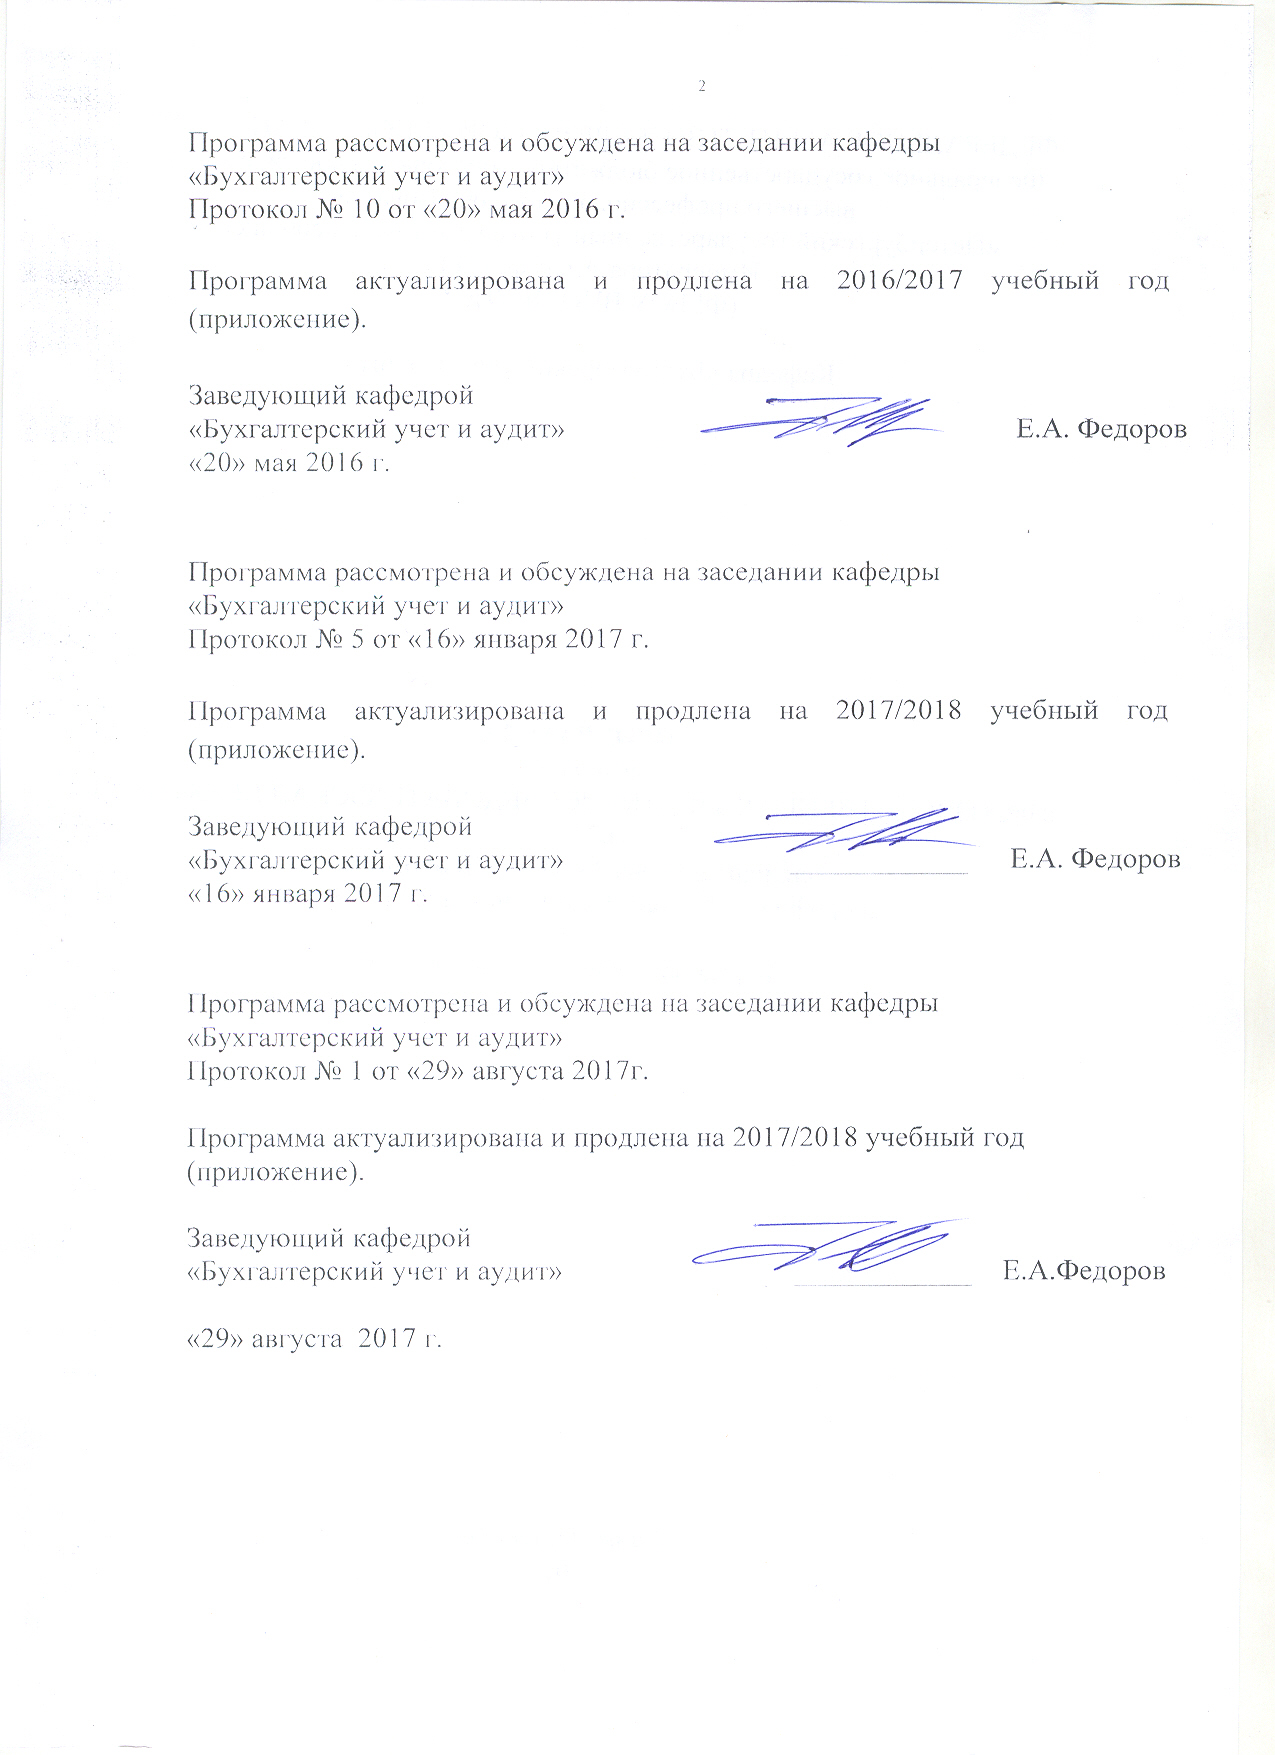 2
Программа рассмотрена и обсуждена на заседании кафедры
«Бухгалтерский учет и аудит»
Протокол № 10 от «20» мая 2016 г.
Программа актуализирована и продлена на 2016/2017 учебный год
(приложение).
Заведующий кафедрой
«Бухгалтерский учет и аудит» Е.А. Федоров
«20» мая 2016 г.
Программа рассмотрена и обсуждена на заседании кафедры
«Бухгалтерский учет и аудит»
Протокол № 5 от «16» января 2017 г.
Программа актуализирована и продлена на 2017/2018 учебный год
(приложение).
Заведующий кафедрой
«Бухгалтерский учет и аудит» Е.А. Федоров
«16» января 2017 г.
Программа рассмотрена и обсуждена на заседании кафедры
«Бухгалтерский учет и аудит»
Протокол № 1 от «29» августа 2017г.
Программа актуализирована и продлена на 2017/2018 учебный год
(приложение).
Заведующий кафедрой
«Бухгалтерский учет и аудит» Е.А.Федоров
«29» августа 2017 г.